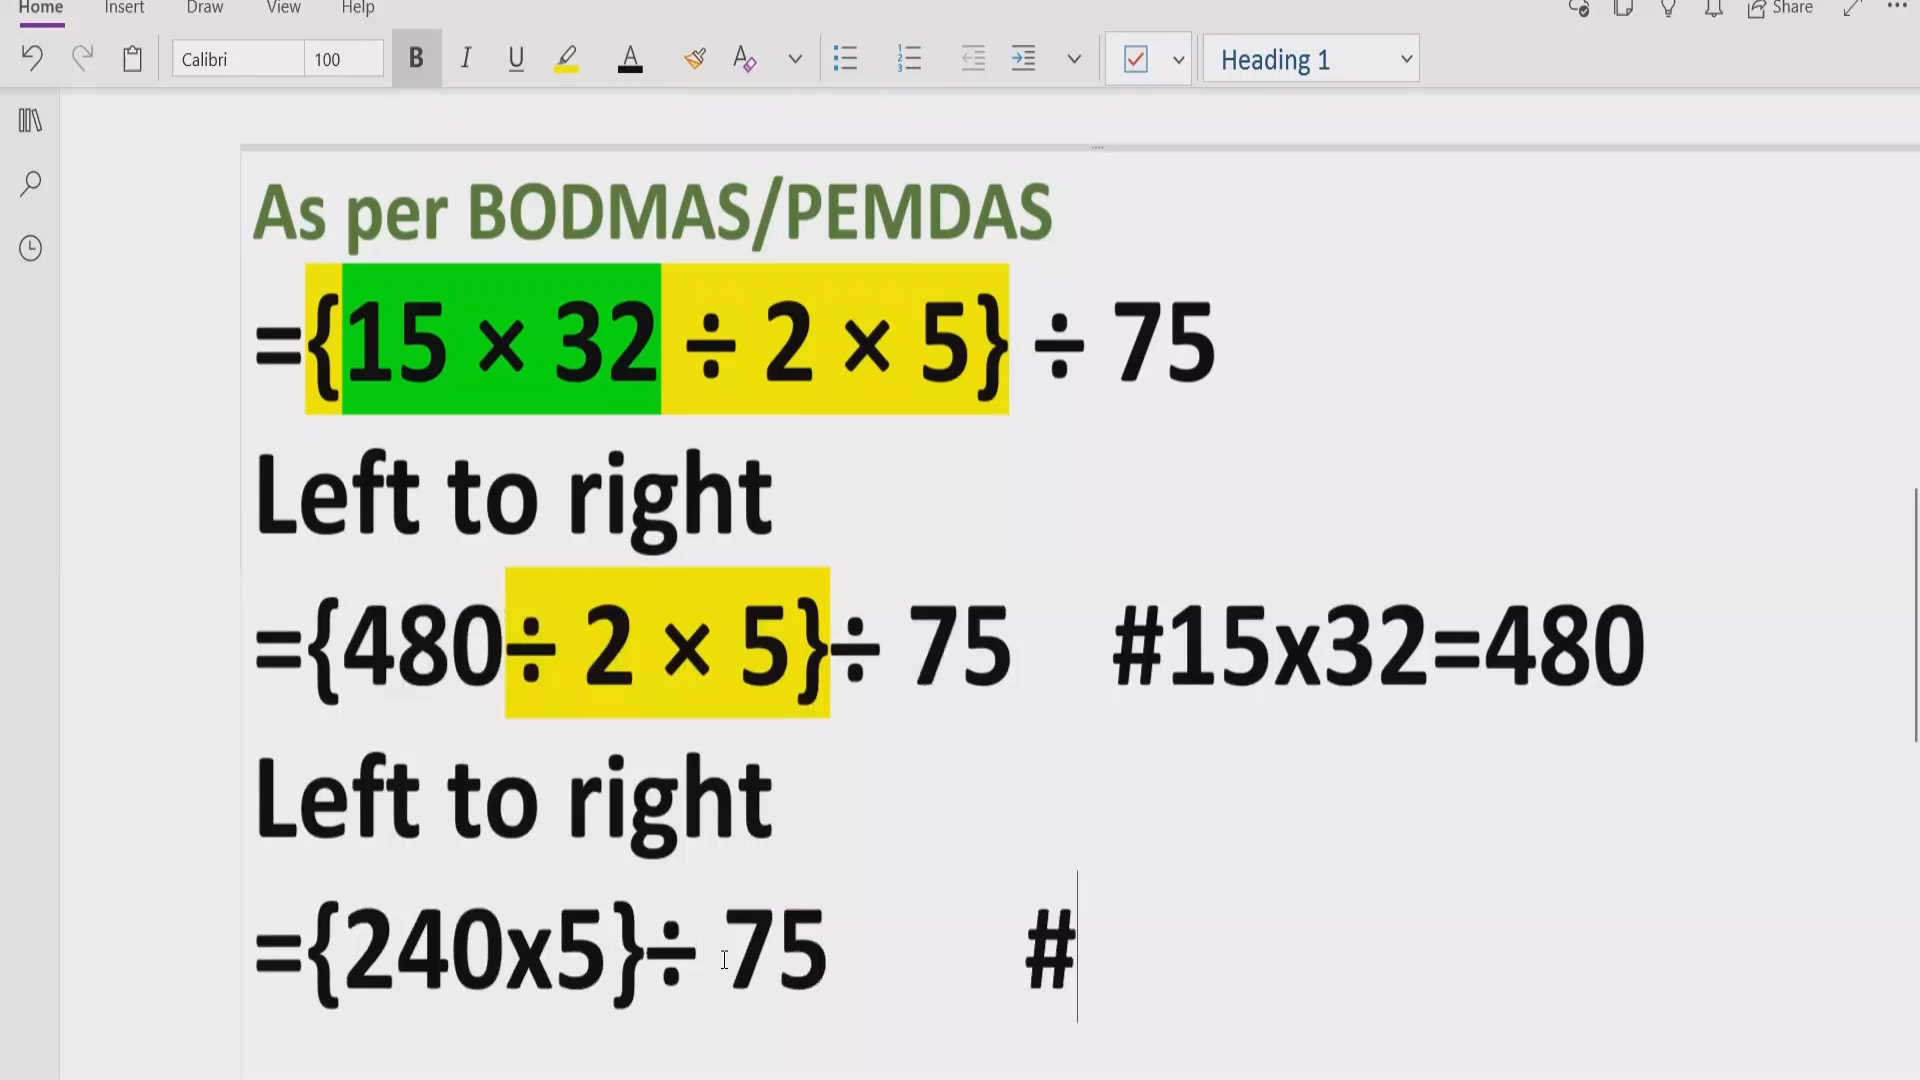 Home Insert Draw View Help Share
Calibri 100 B I U A A Heading 1
As per BODMAS/PEMDAS
={15 × 32 ÷ 2 × 5} ÷ 75
Left to right
={480÷ 2 × 5}÷ 75 #15x32=480
Left to right
={240x5}÷ 75 #